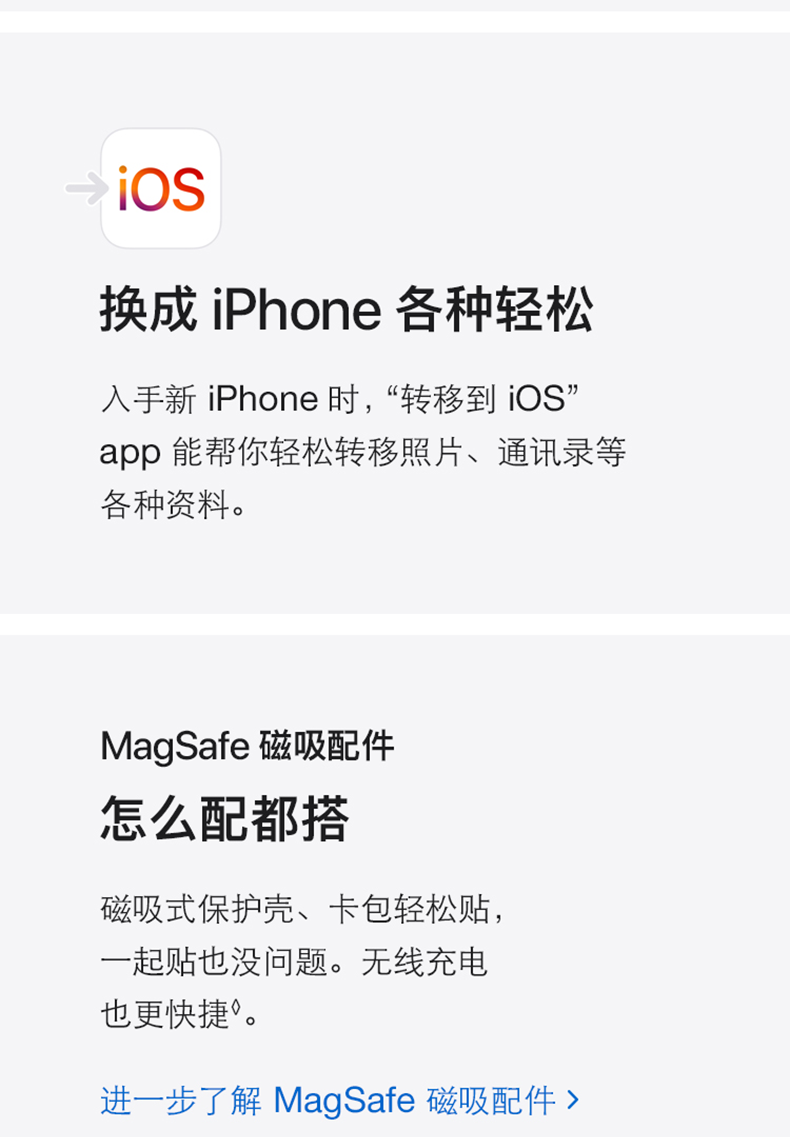 iOS
换成 iPhone 各种轻松
入手新 iPhone 时，“转移到 iOS”
app 能帮你轻松转移照片、通讯录等
各种资料。
MagSafe 磁吸配件
怎么配都搭
磁吸式保护壳、卡包轻松贴，
一起贴也没问题。无线充电
也更快捷◊。
进一步了解 MagSafe 磁吸配件 >